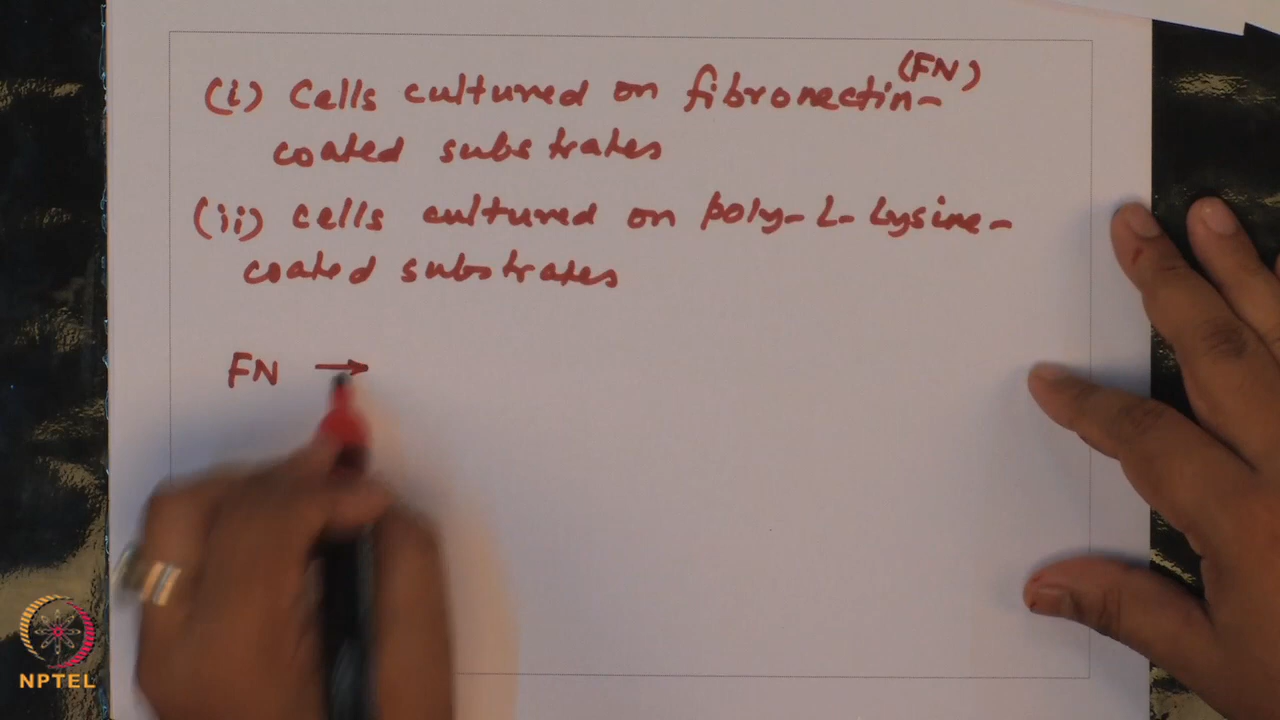 (i) Cells cultured on fibronectin- (FN)
coated substrates
(ii) Cells cultured on poly-L-Lysine-
coated substrates
FN →
NPTEL